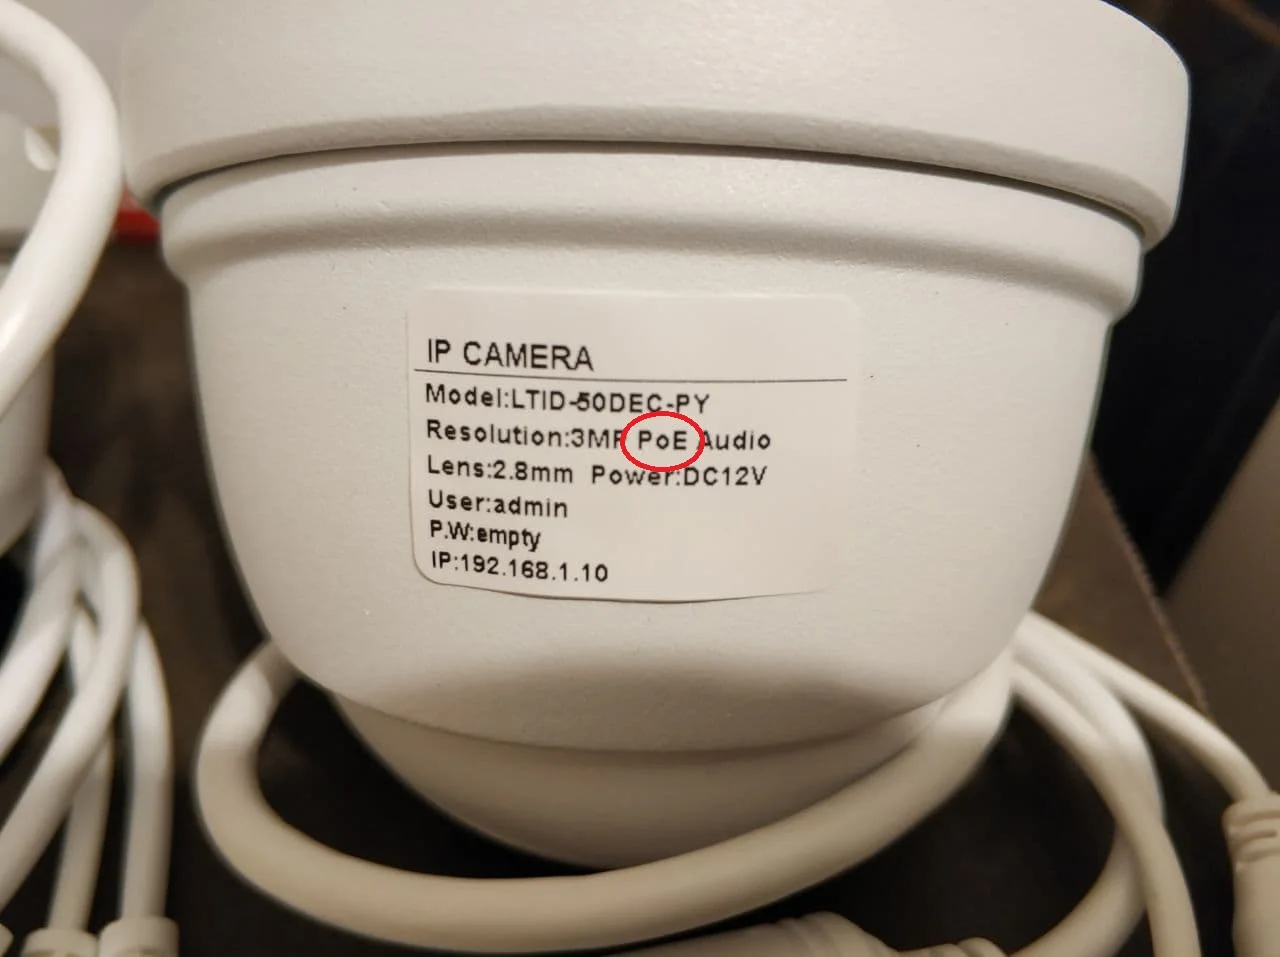 IP CAMERA
Model:LTID-50DEC-PY
Resolution:3MP PoE Audio
Lens:2.8mm Power:DC12V
User:admin
P.W:empty
IP:192.168.1.10